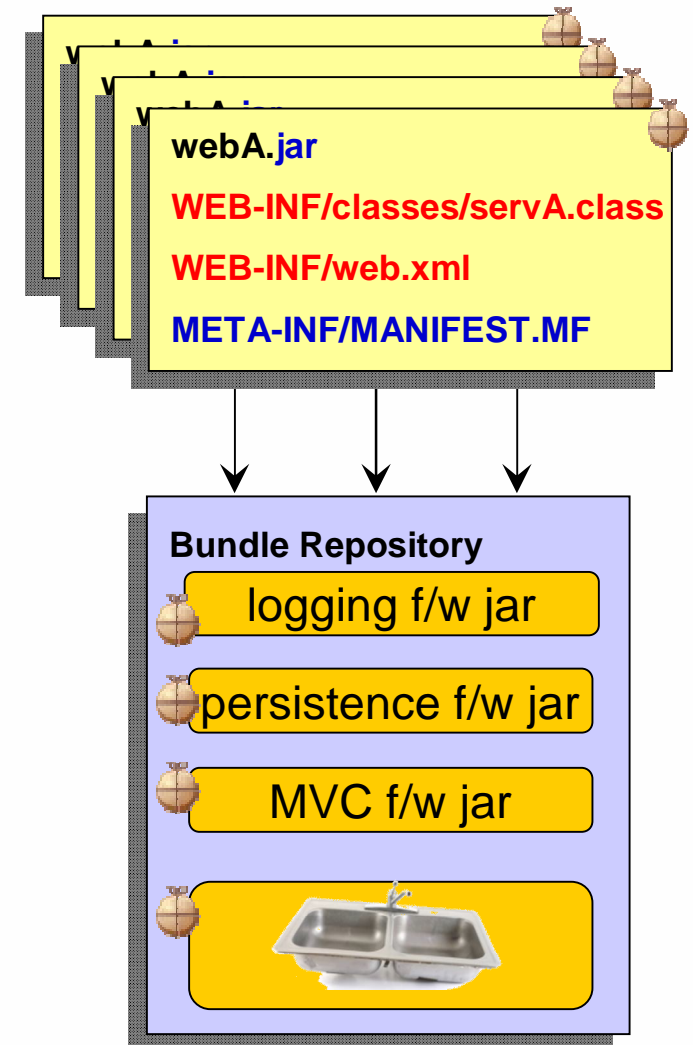 webA.jar
WEB-INF/classes/servA.class
WEB-INF/web.xml
META-INF/MANIFEST.MF
Bundle Repository
logging f/w jar
persistence f/w jar
MVC f/w jar